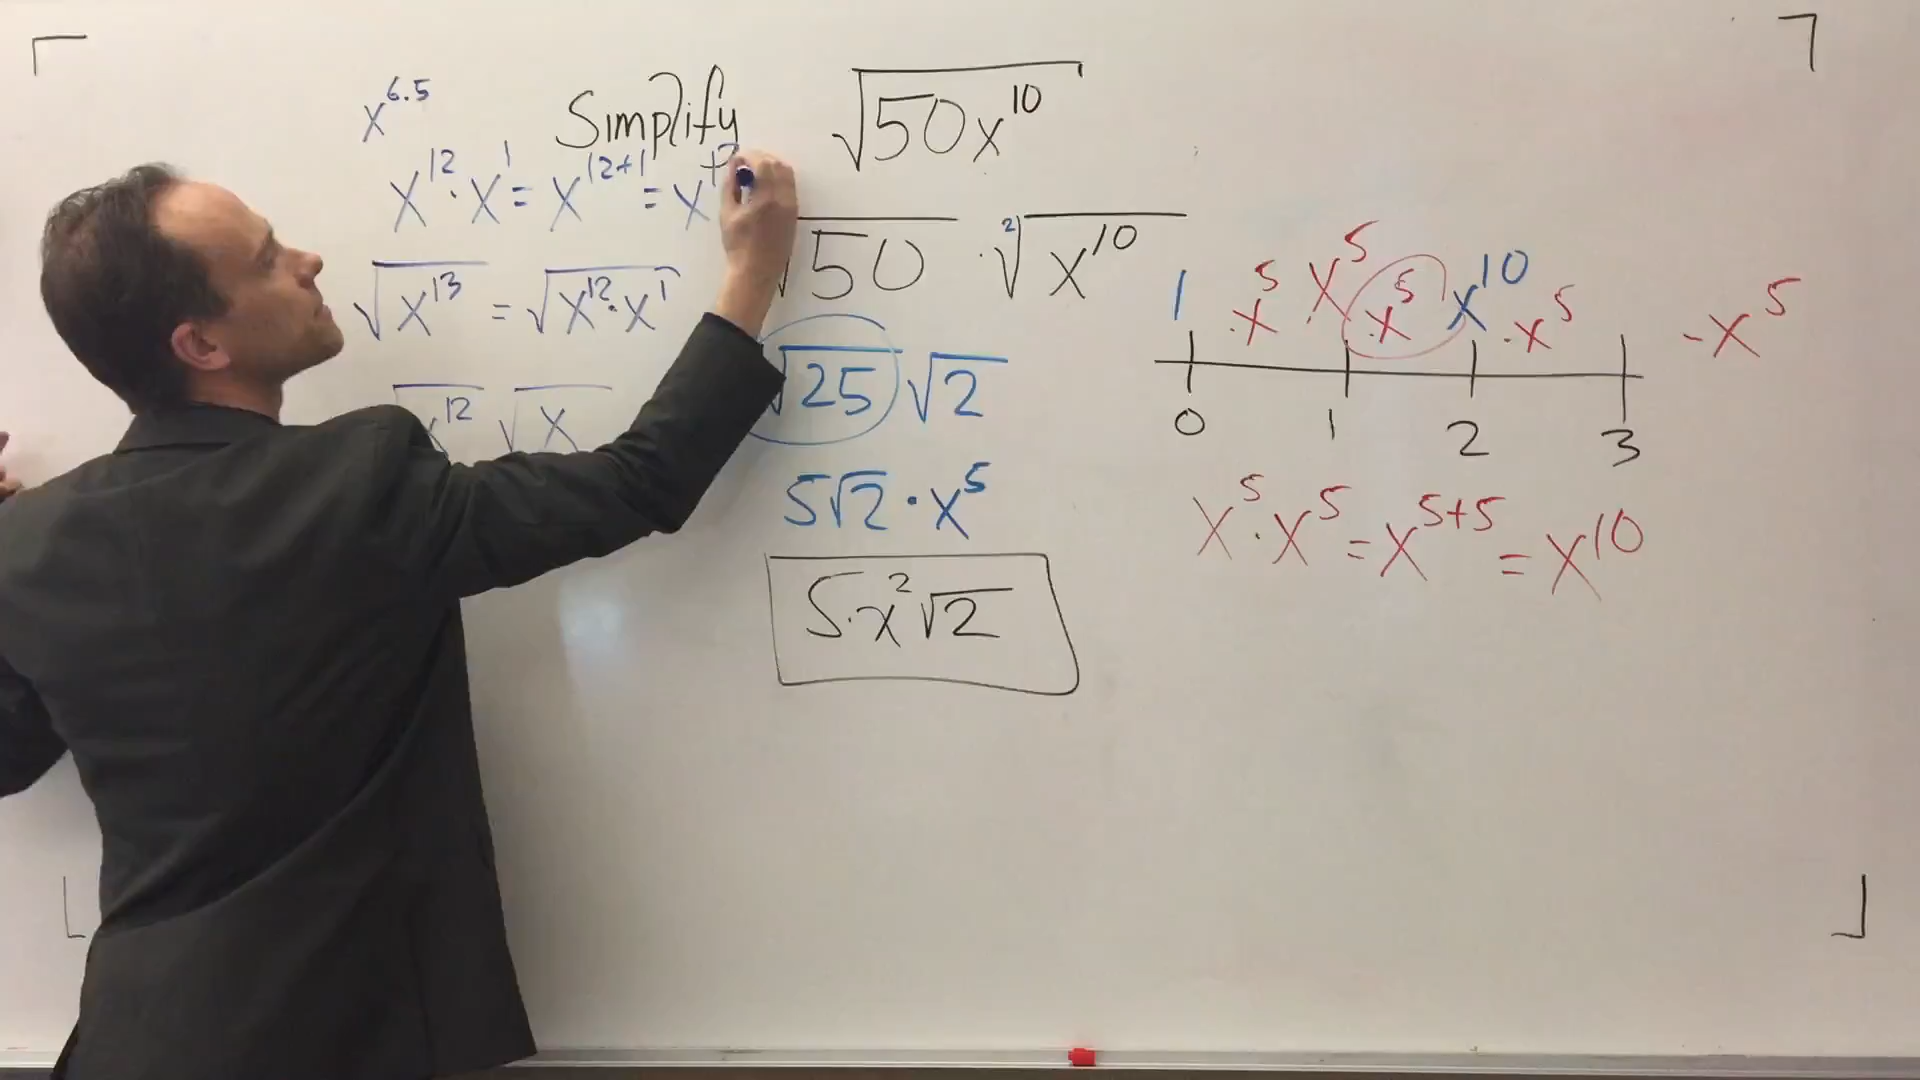 x^6.5
Simplify √50x^10
x^12 · x^1 = x^12+1 = x^13
√50 · ²√x^10
√x^13 = √x^12 · x^1
1 ·x^5 ·x^5 ·x^5 x^10 ·x^5 ·x^5
√25 √2
x^12 √x
0 1 2 3
5√2 · x^5
x^5 · x^5 = x^5+5 = x^10
5·x^2√2